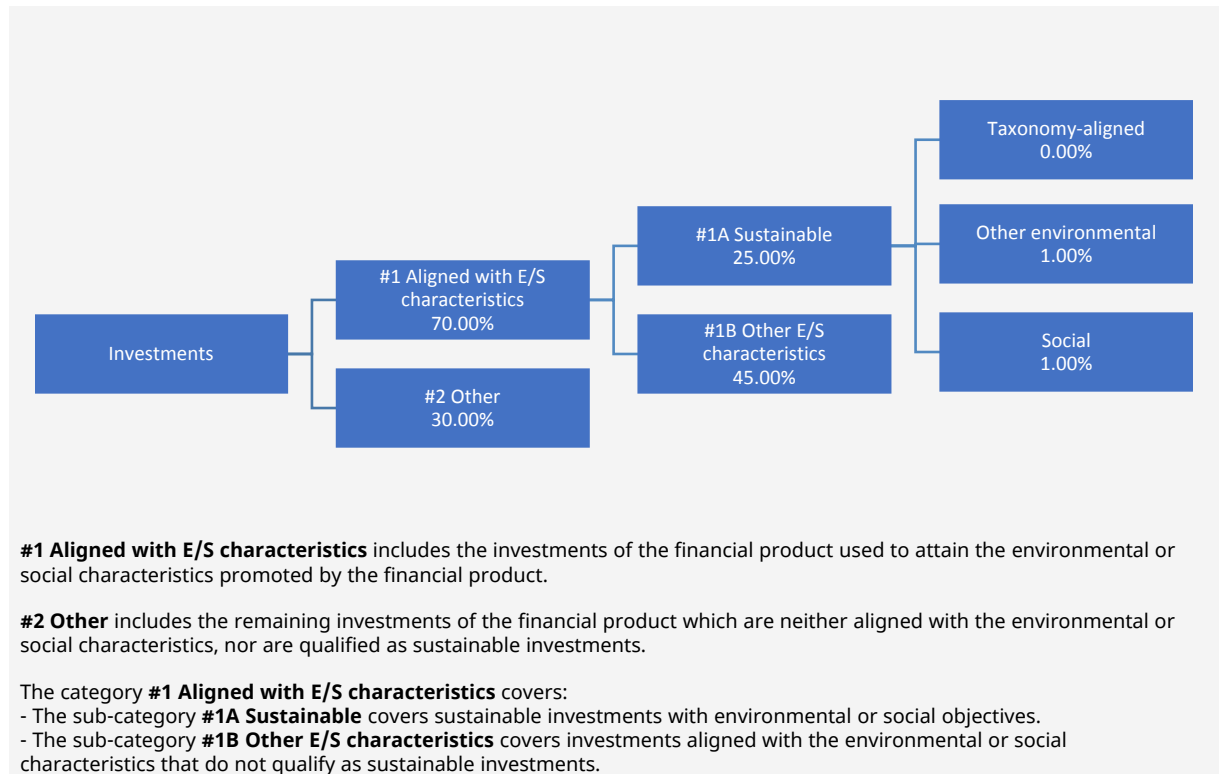 Investments
#1 Aligned with E/S
characteristics
70.00%
#2 Other
30.00%
#1A Sustainable
25.00%
#1B Other E/S
characteristics
45.00%
Taxonomy-aligned
0.00%
Other environmental
1.00%
Social
1.00%
#1 Aligned with E/S characteristics includes the investments of the financial product used to attain the environmental or
social characteristics promoted by the financial product.
#2 Other includes the remaining investments of the financial product which are neither aligned with the environmental or
social characteristics, nor are qualified as sustainable investments.
The category #1 Aligned with E/S characteristics covers:
- The sub-category #1A Sustainable covers sustainable investments with environmental or social objectives.
- The sub-category #1B Other E/S characteristics covers investments aligned with the environmental or social
characteristics that do not qualify as sustainable investments.